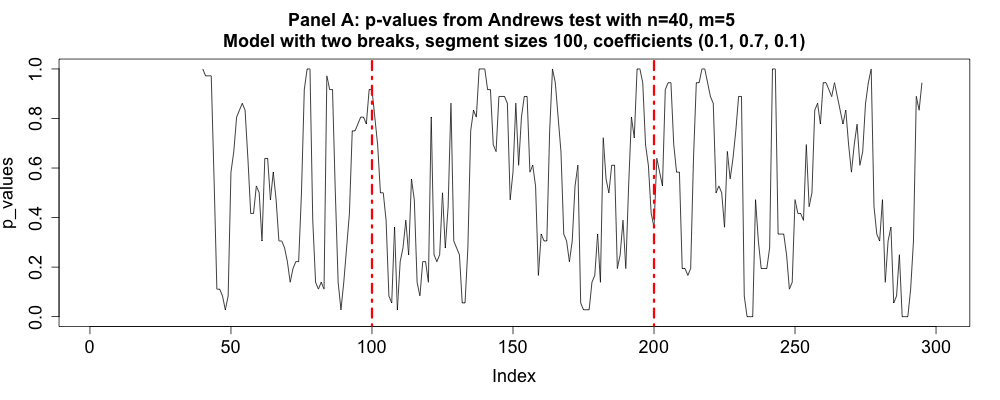 Panel A: p-values from Andrews test with n=40, m=5
Model with two breaks, segment sizes 100, coefficients (0.1, 0.7, 0.1)
p_values
1.0
0.8
0.6
0.4
0.2
0.0
0 50 100 150 200 250 300
Index